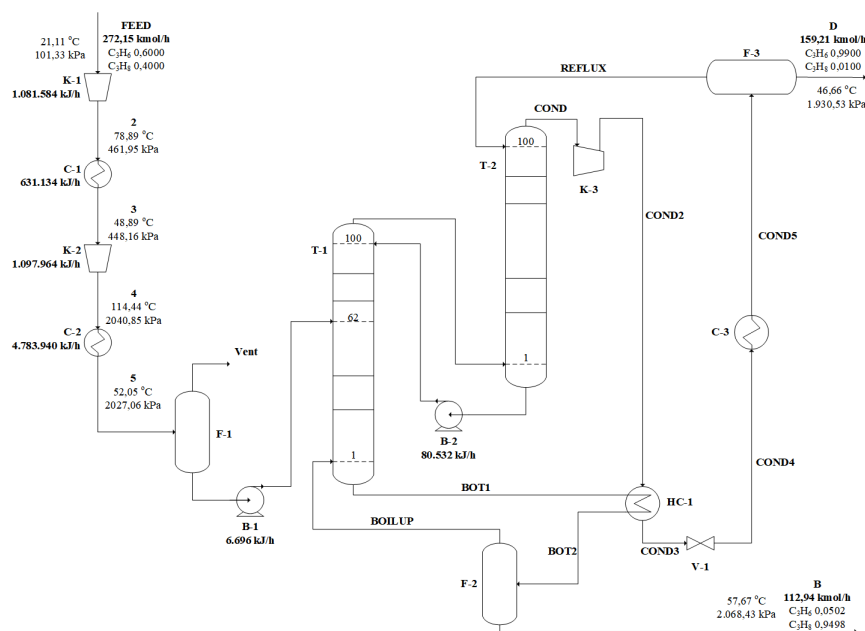 FEED
272,15 kmol/h
C₃H₆ 0,6000
C₃H₈ 0,4000
21,11 °C
101,33 kPa
K-1
1.081.584 kJ/h
2
78,89 °C
461,95 kPa
C-1
631.134 kJ/h
3
48,89 °C
448,16 kPa
K-2
1.097.964 kJ/h
4
114,44 °C
2040,85 kPa
C-2
4.783.940 kJ/h
5
52,05 °C
2027,06 kPa
Vent
F-1
B-1
6.696 kJ/h
T-1
100
62
1
BOT1
BOILUP
F-2
BOT2
B-2
80.532 kJ/h
T-2
100
1
REFLUX
COND
K-3
COND2
HC-1
COND3
V-1
COND4
C-3
COND5
F-3
D
159,21 kmol/h
C₃H₆ 0,9900
C₃H₈ 0,0100
46,66 °C
1.930,53 kPa
B
112,94 kmol/h
C₃H₆ 0,0502
C₃H₈ 0,9498
57,67 °C
2.068,43 kPa